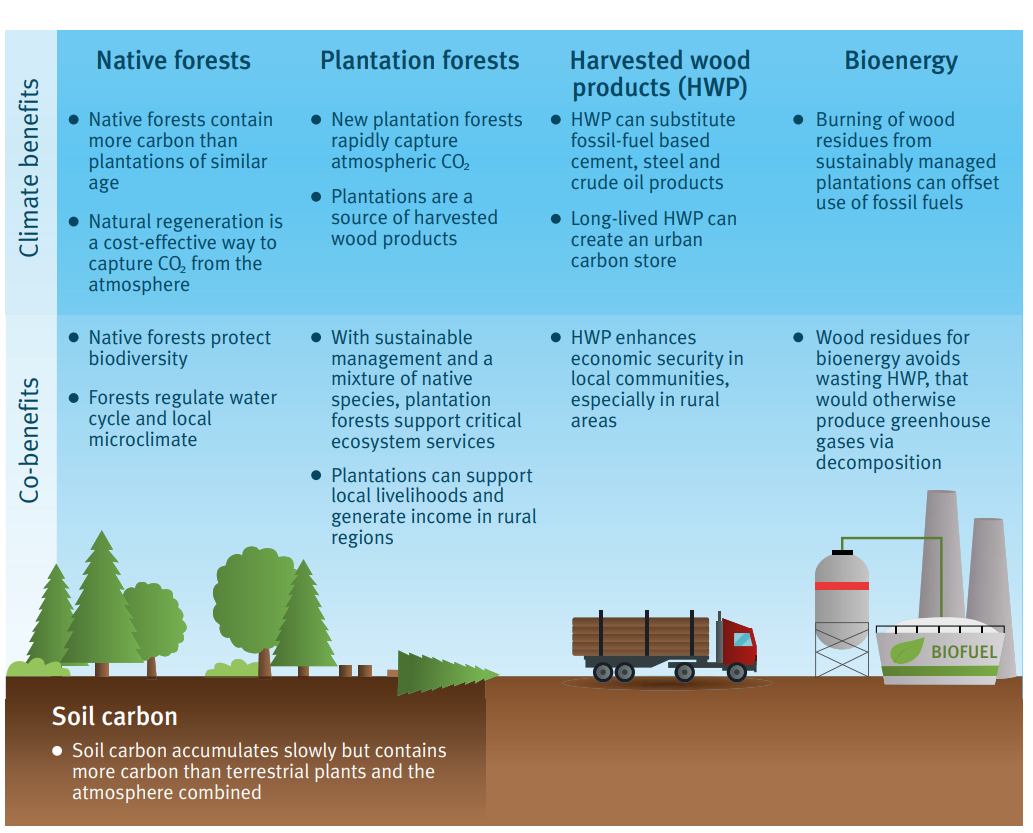 Climate benefits
Native forests
Native forests contain
more carbon than
plantations of similar
age
Natural regeneration is
a cost-effective way to
capture CO₂ from the
atmosphere
Plantation forests
New plantation forests
rapidly capture
atmospheric CO₂
Plantations are a
source of harvested
wood products
Harvested wood
products (HWP)
HWP can substitute
fossil-fuel based
cement, steel and
crude oil products
Long-lived HWP can
create an urban
carbon store
Bioenergy
Burning of wood
residues from
sustainably managed
plantations can offset
use of fossil fuels
Co-benefits
Native forests protect
biodiversity
Forests regulate water
cycle and local
microclimate
With sustainable
management and a
mixture of native
species, plantation
forests support critical
ecosystem services
Plantations can support
local livelihoods and
generate income in rural
regions
HWP enhances
economic security in
local communities,
especially in rural
areas
Wood residues for
bioenergy avoids
wasting HWP, that
would otherwise
produce greenhouse
gases via
decomposition
BIOFUEL
Soil carbon
Soil carbon accumulates slowly but contains
more carbon than terrestrial plants and the
atmosphere combined